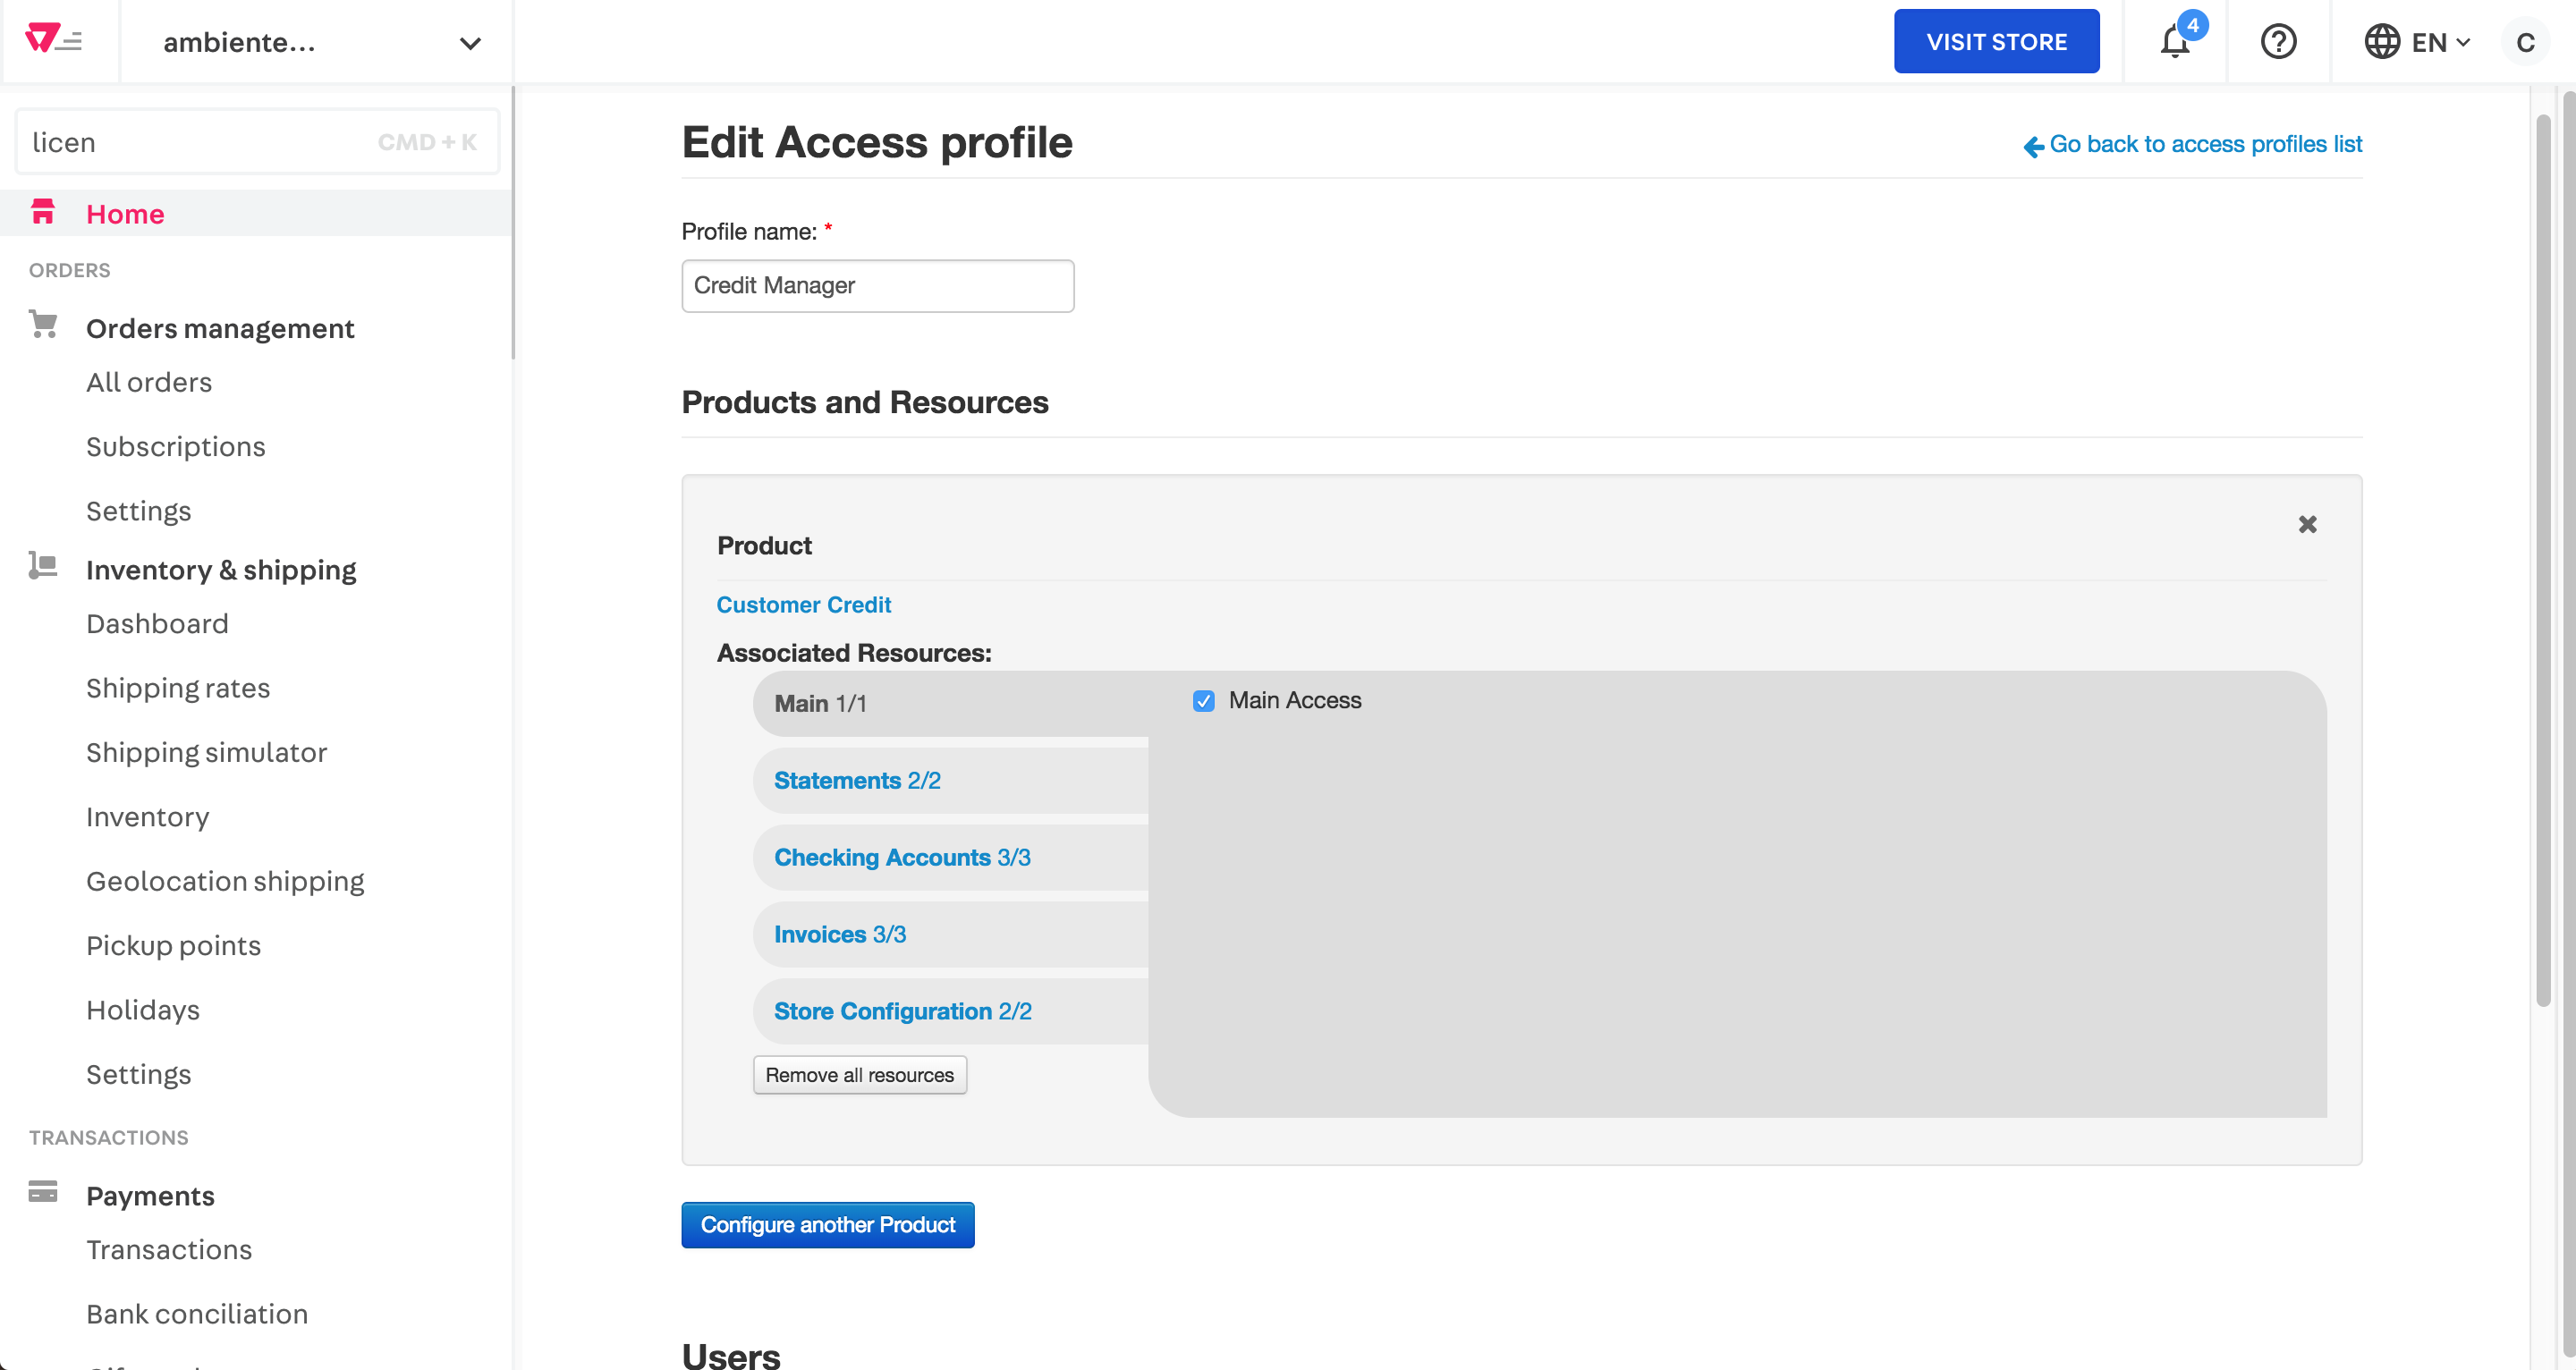 ambiente...
VISIT STORE
4
EN
C
licen
CMD + K
Home
ORDERS
Orders management
All orders
Subscriptions
Settings
Inventory & shipping
Dashboard
Shipping rates
Shipping simulator
Inventory
Geolocation shipping
Pickup points
Holidays
Settings
TRANSACTIONS
Payments
Transactions
Bank conciliation
Edit Access profile
Go back to access profiles list
Profile name: *
Credit Manager
Products and Resources
Product
Customer Credit
Associated Resources:
Main 1/1
Main Access
Statements 2/2
Checking Accounts 3/3
Invoices 3/3
Store Configuration 2/2
Remove all resources
Configure another Product
Users